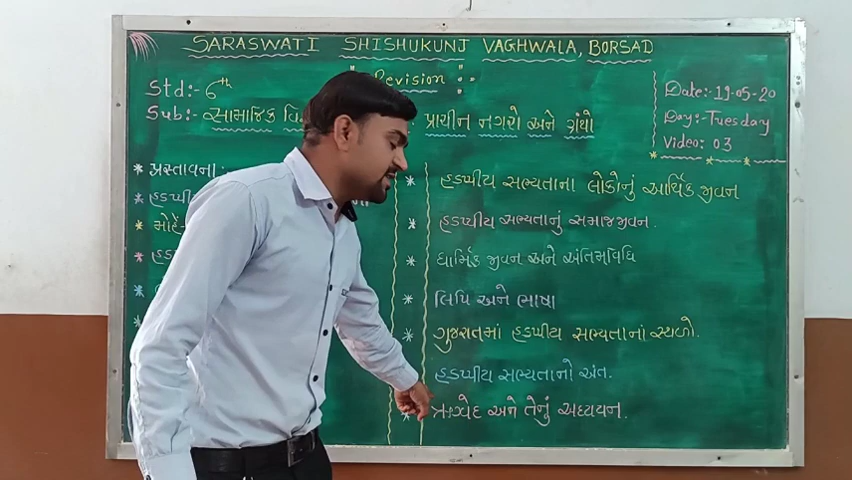 SARASWATI SHISHUKUNJ VAGHWALA, BORSAD
"Revision"
Std:- 6th
Sub:- સામાજિક
પ્રાચીન નગરો અને ગ્રંથો
Date:- 19-05-20
Day:- Tuesday
Video: 03
* પ્રસ્તાવના:
* હડપ્પીય
* મોહેં-
* હડ
* હડપ્પીય સભ્યતાના લોકોનું આર્થિક જીવન
* હડપ્પીય સભ્યતાનું સમાજજીવન.
* ધાર્મિક જીવન અને અંતિમવિધિ
* લિપિ અને ભાષા
* ગુજરાતમાં હડપ્પીય સભ્યતાનાં સ્થળો.
હડપ્પીય સભ્યતાનો અંત.
* ઋગ્વેદ અને તેનું અધ્યયન.